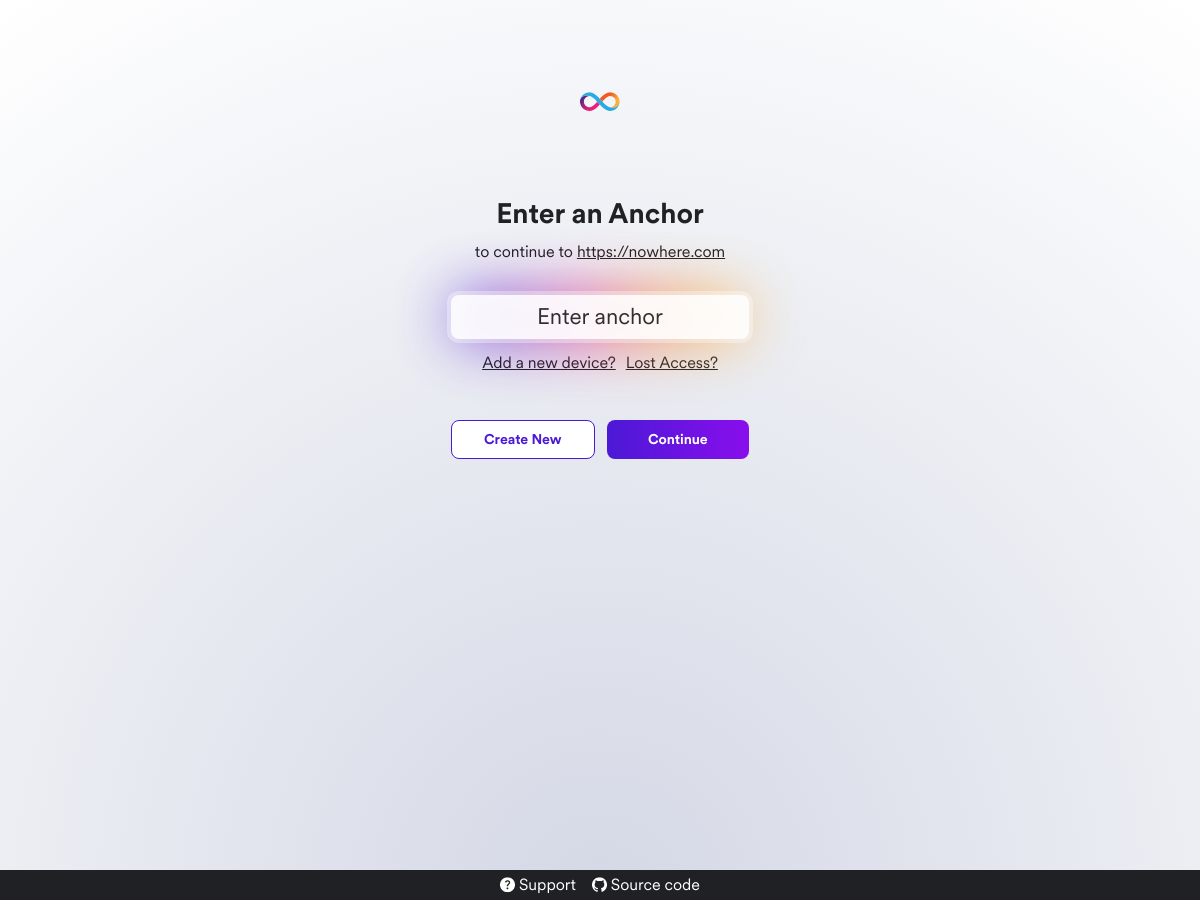 Enter an Anchor
to continue to https://nowhere.com
Enter anchor
Add a new device? Lost Access?
Create New Continue
Support Source code